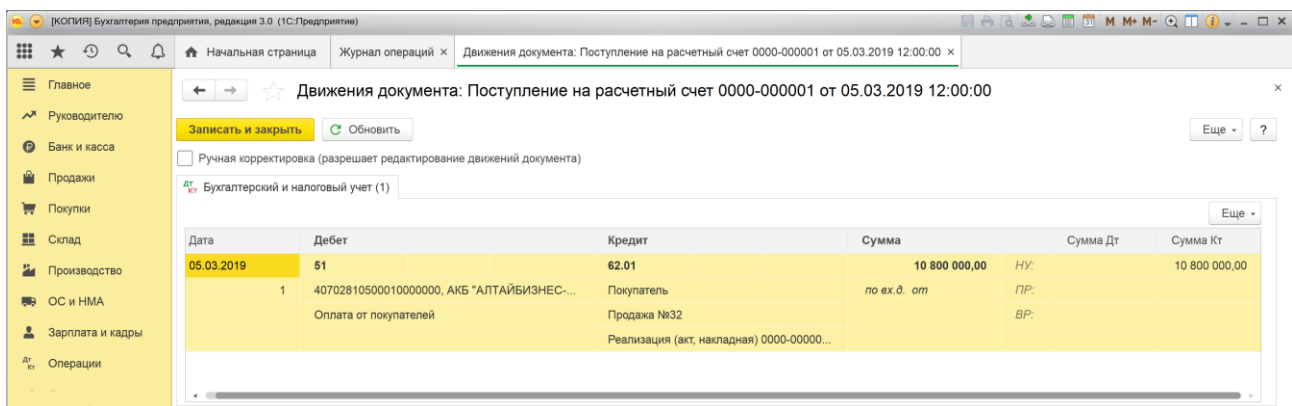 [КОПИЯ] Бухгалтерия предприятия, редакция 3.0 (1С:Предприятие) M M+ M-
Начальная страница Журнал операций × Движения документа: Поступление на расчетный счет 0000-000001 от 05.03.2019 12:00:00 ×
Главное
Движения документа: Поступление на расчетный счет 0000-000001 от 05.03.2019 12:00:00
Руководителю
Записать и закрыть Обновить Еще ?
Банк и касса
Ручная корректировка (разрешает редактирование движений документа)
Продажи
Дт Кт Бухгалтерский и налоговый учет (1)
Покупки
Еще
Склад
Дата Дебет Кредит Сумма Сумма Дт Сумма Кт
Производство
05.03.2019 51 62.01 10 800 000,00 НУ: 10 800 000,00
ОС и НМА
1 40702810500010000000, АКБ "АЛТАЙБИЗНЕС-... Покупатель по вх.д. от ПР:
Оплата от покупателей Продажа №32 ВР:
Зарплата и кадры
Реализация (акт, накладная) 0000-00000...
Дт Кт Операции